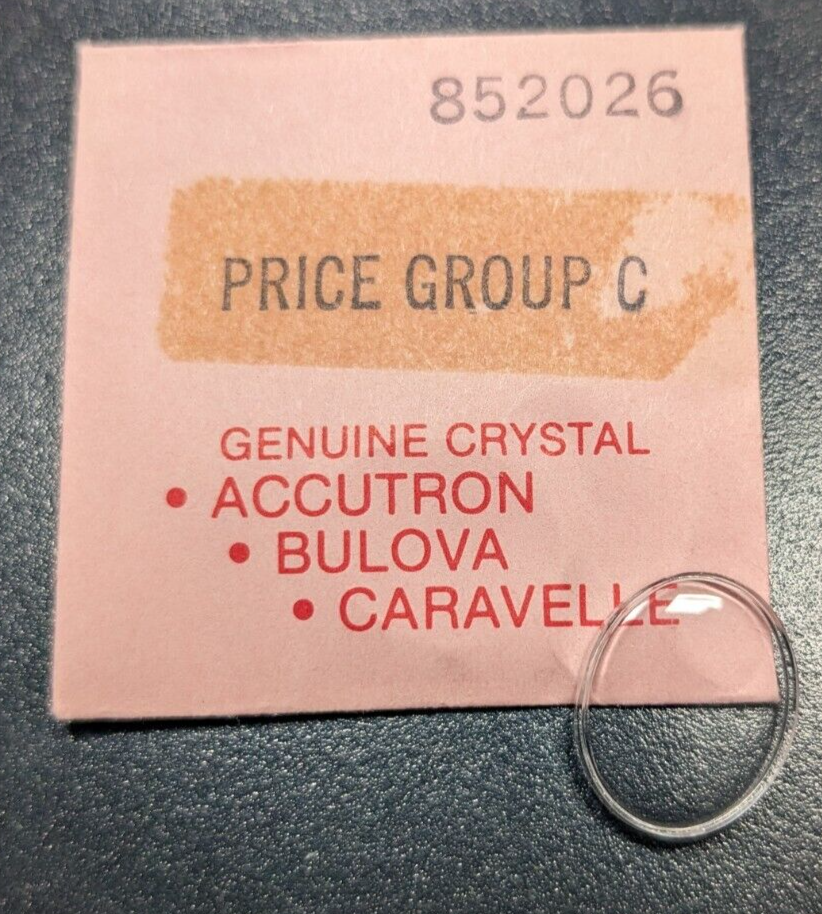 852026
PRICE GROUP C
GENUINE CRYSTAL
• ACCUTRON
• BULOVA
• CARAVELLE